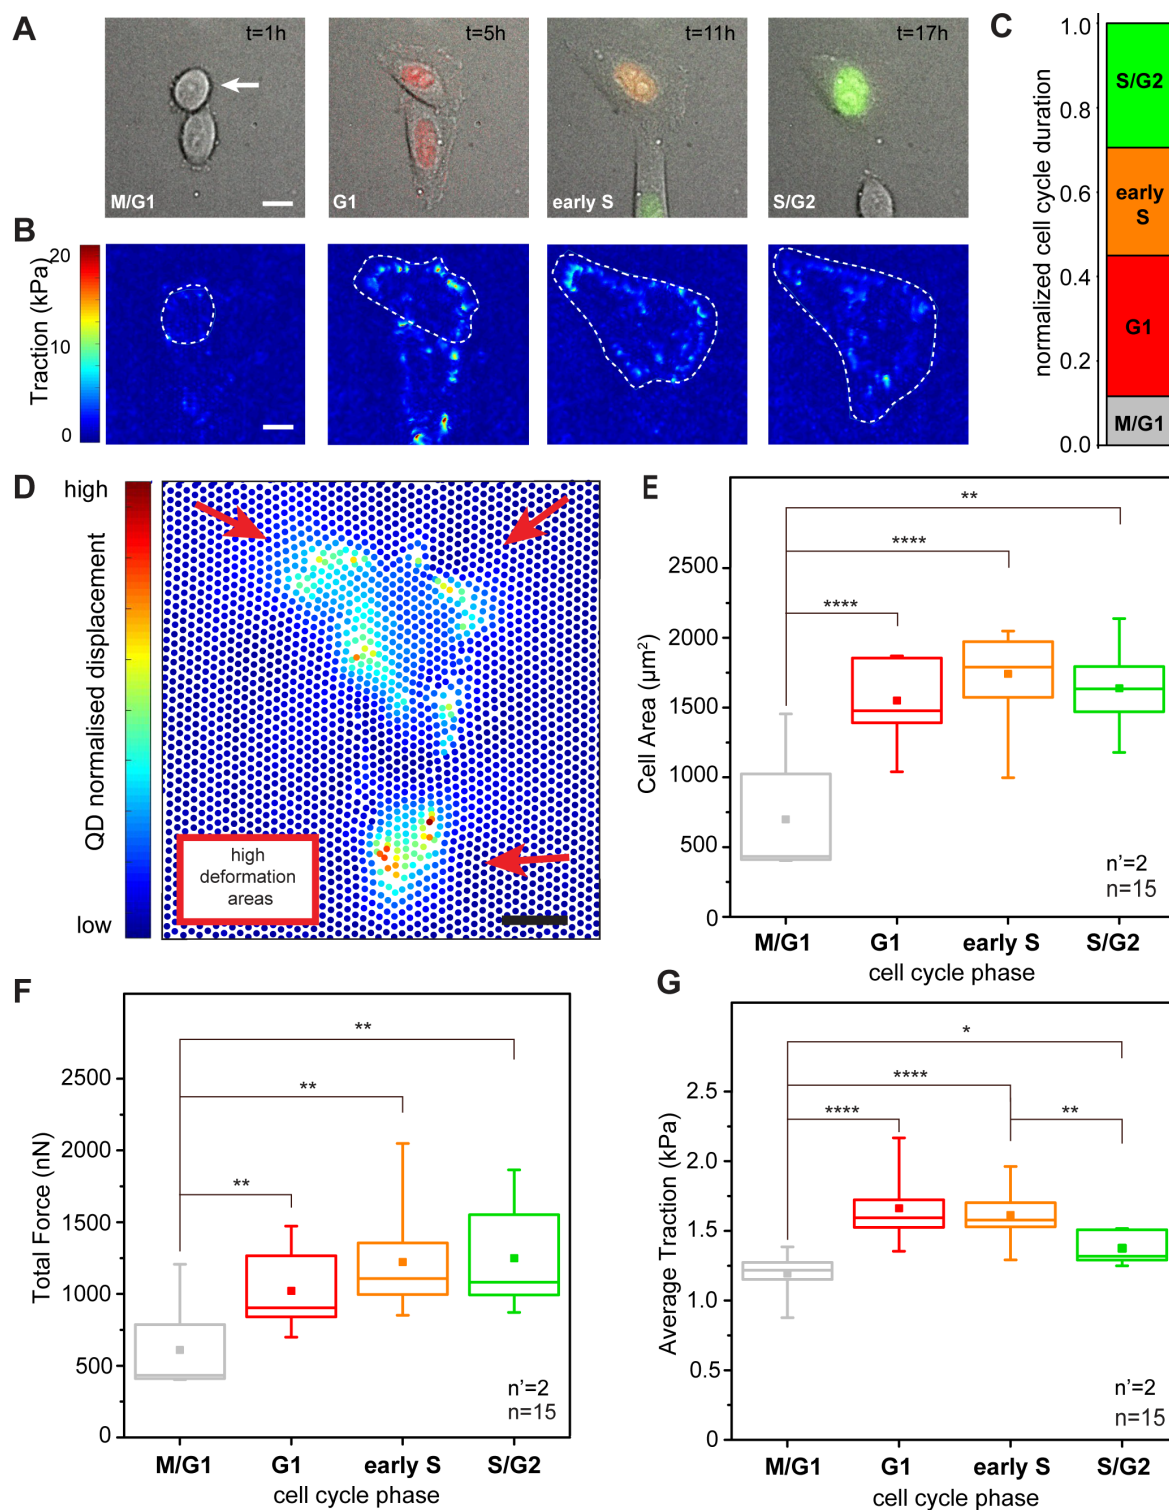 A
t=1h
t=5h
t=11h
t=17h
M/G1
G1
early S
S/G2
B
20
10
0
Traction (kPa)
C
1.0
0.8
0.6
0.4
0.2
0.0
normalized cell cycle duration
S/G2
early
S
G1
M/G1
D
high
low
QD normalised displacement
high
deformation
areas
E
**
****
****
2500
2000
1500
1000
500
0
Cell Area (µm²)
n’=2
n=15
M/G1
G1
early S
S/G2
cell cycle phase
F
**
**
**
2500
2000
1500
1000
500
0
Total Force (nN)
n’=2
n=15
M/G1
G1
early S
S/G2
cell cycle phase
G
*
****
****
**
2.5
2.0
1.5
1.0
0.5
0
Average Traction (kPa)
n’=2
n=15
M/G1
G1
early S
S/G2
cell cycle phase